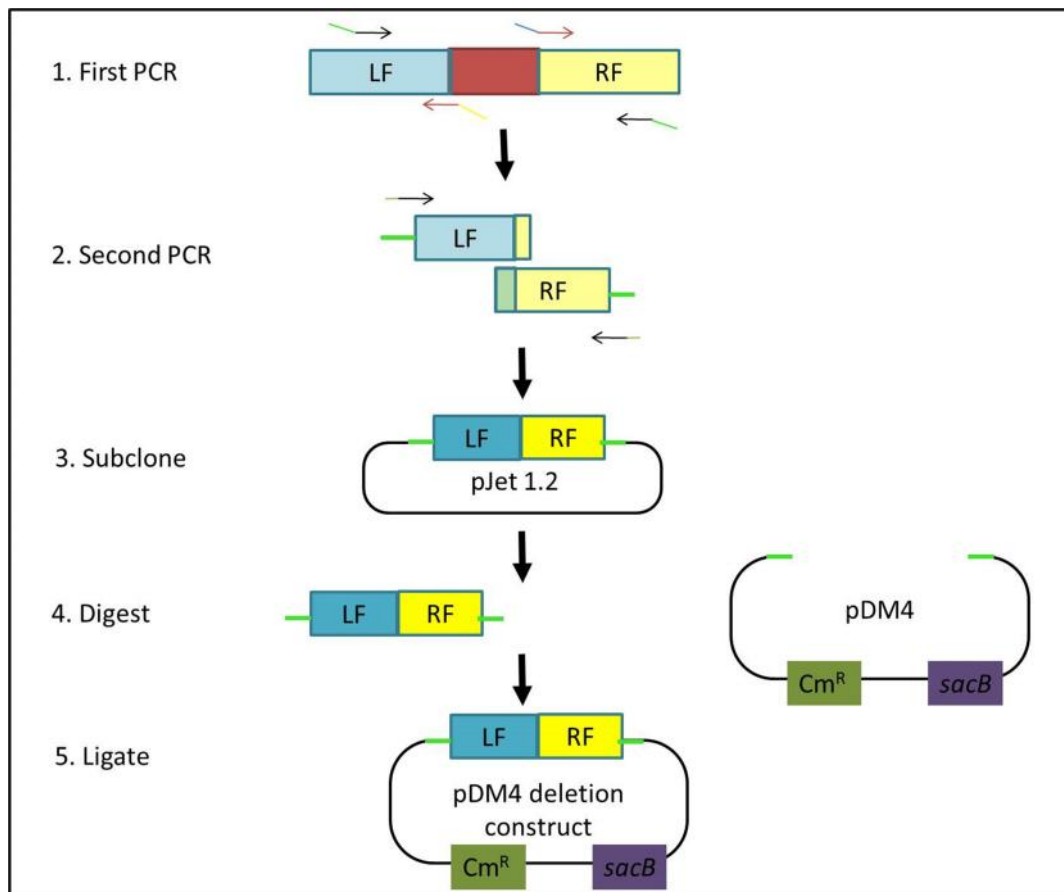 1. First PCR
LF
RF
2. Second PCR
LF
RF
3. Subclone
LF
RF
pJet 1.2
4. Digest
LF
RF
pDM4
Cmᴿ
sacB
5. Ligate
LF
RF
pDM4 deletion
construct
Cmᴿ
sacB